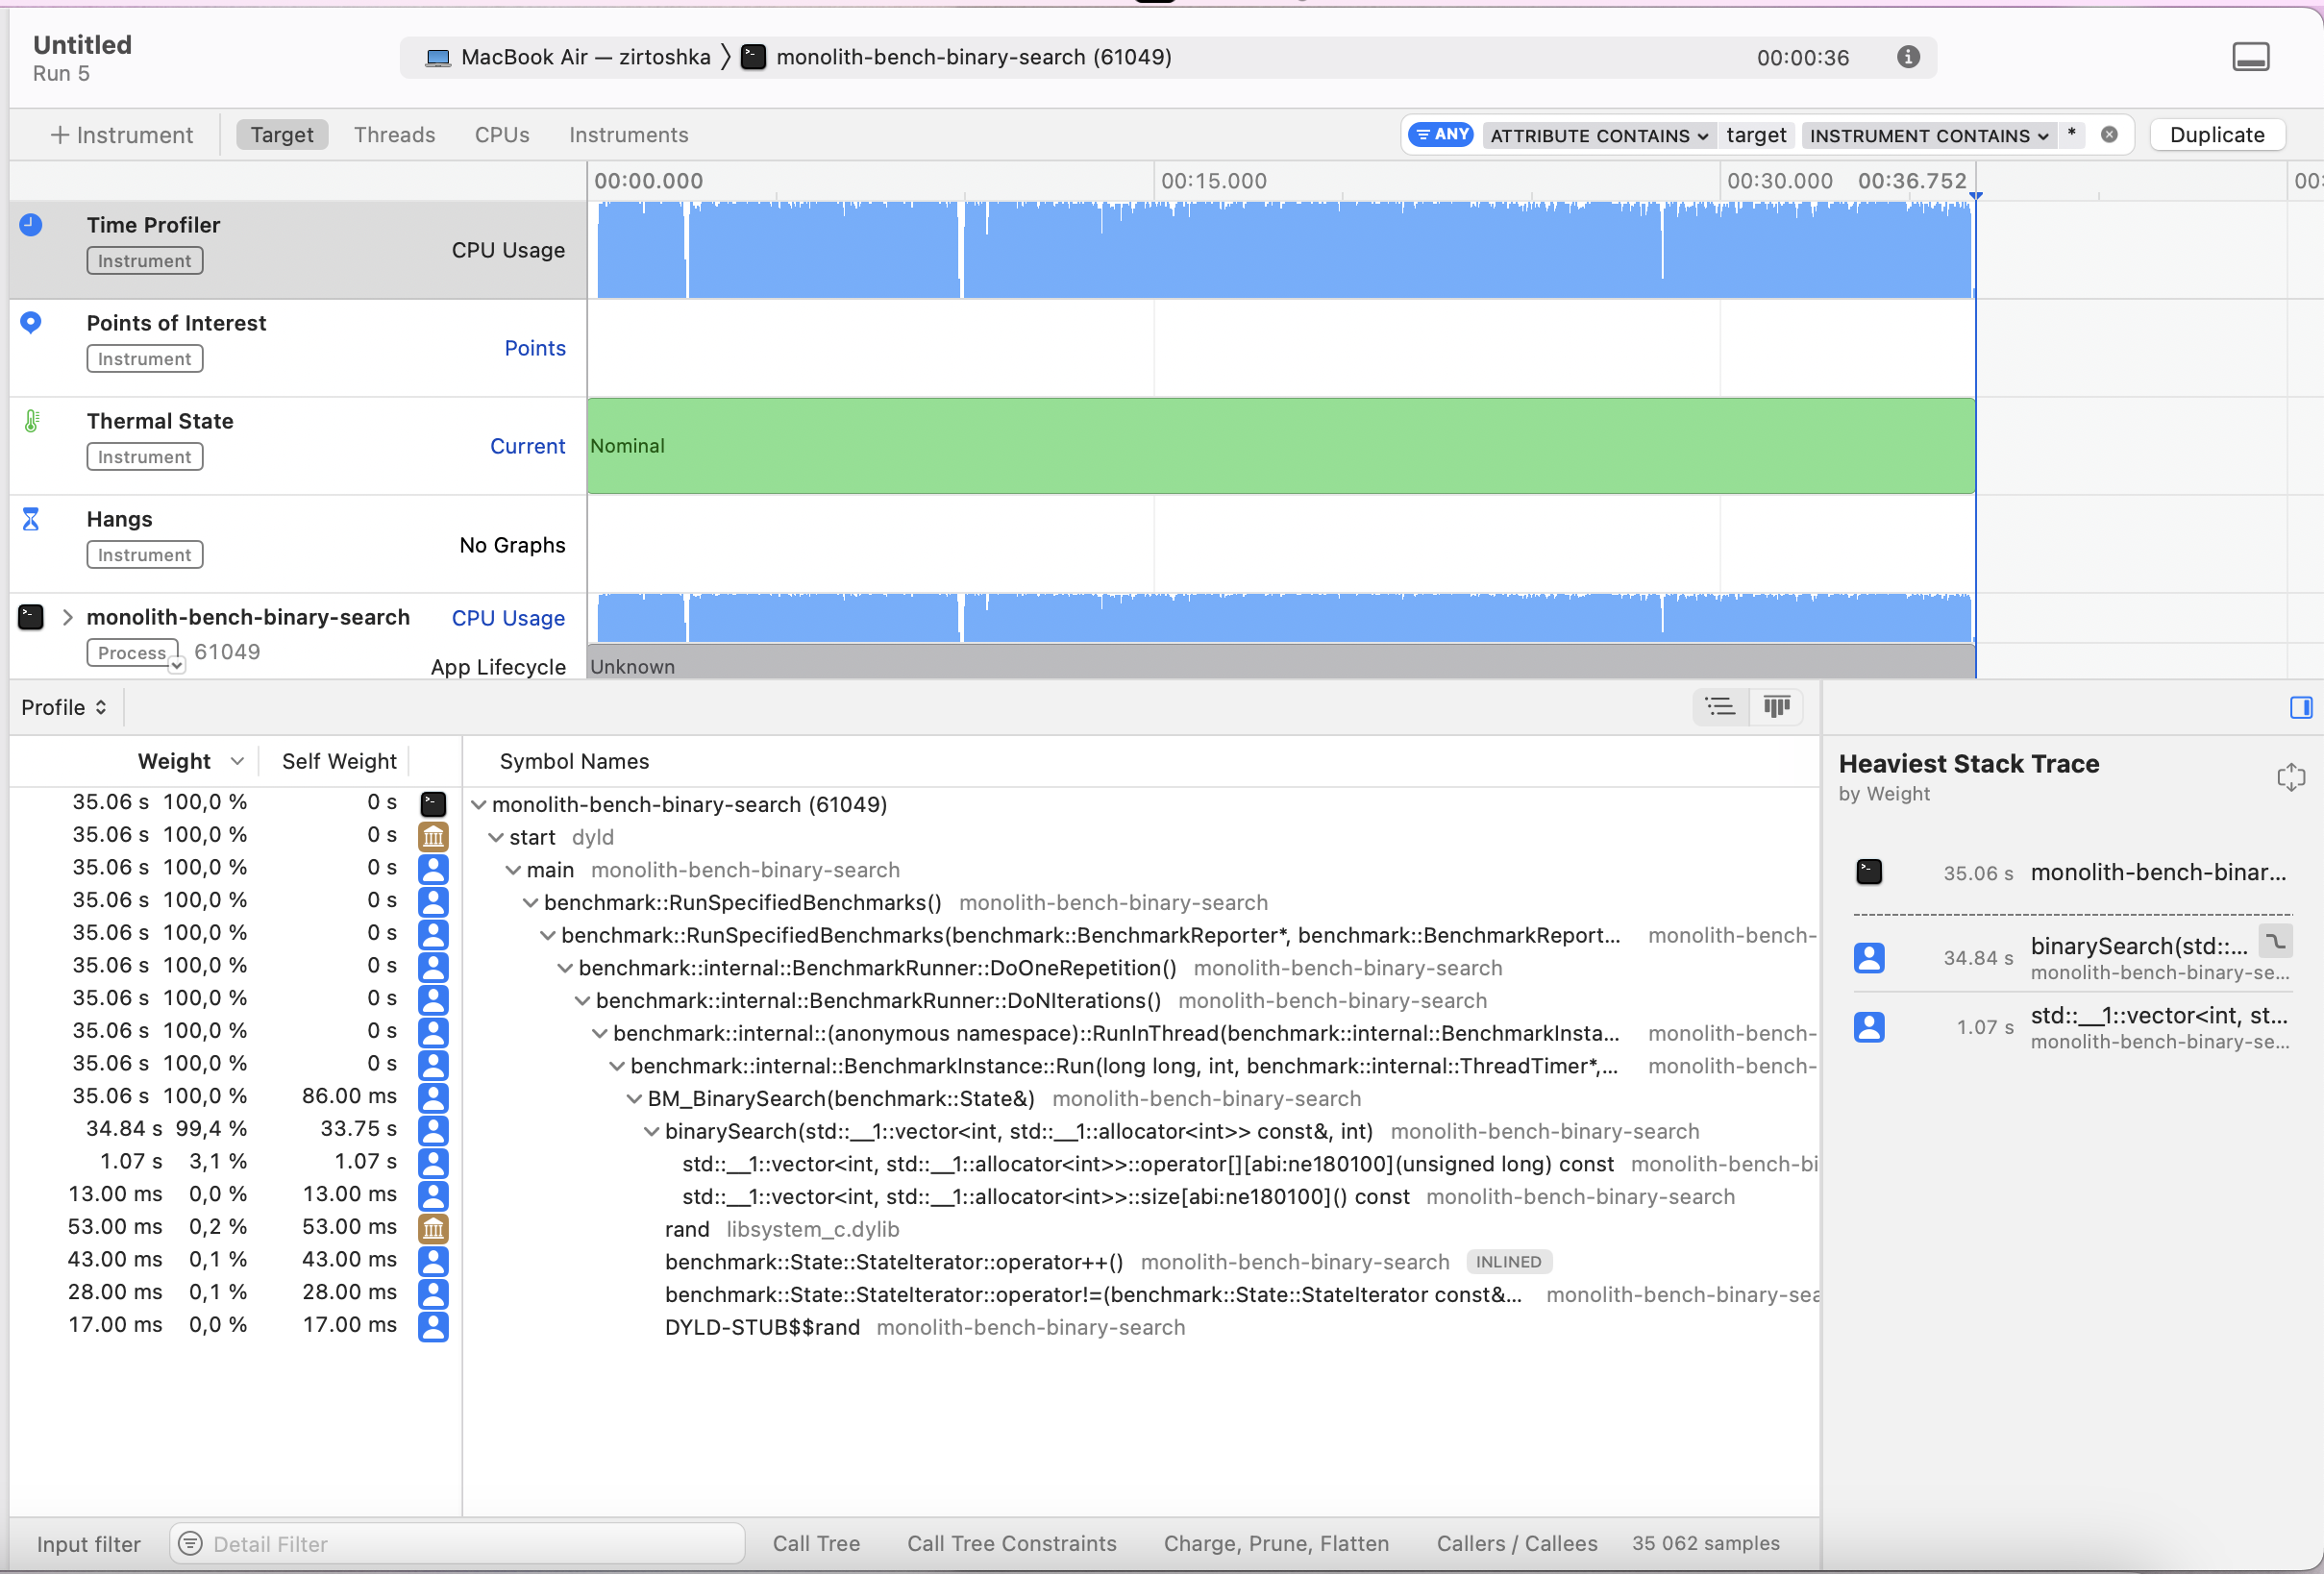 Untitled
Run 5
MacBook Air — zirtoshka
monolith-bench-binary-search (61049)
00:00:36
+ Instrument
Target
Threads
CPUs
Instruments
ANY
ATTRIBUTE CONTAINS
target
INSTRUMENT CONTAINS
*
Duplicate
00:00.000
00:15.000
00:30.000
00:36.752
00:
Time Profiler
Instrument
CPU Usage
Points of Interest
Instrument
Points
Thermal State
Instrument
Current
Nominal
Hangs
Instrument
No Graphs
monolith-bench-binary-search
CPU Usage
Process
61049
App Lifecycle
Unknown
Profile
Weight
Self Weight
Symbol Names
35.06 s 100,0 % 0 s monolith-bench-binary-search (61049)
35.06 s 100,0 % 0 s start dyld
35.06 s 100,0 % 0 s main monolith-bench-binary-search
35.06 s 100,0 % 0 s benchmark::RunSpecifiedBenchmarks() monolith-bench-binary-search
35.06 s 100,0 % 0 s benchmark::RunSpecifiedBenchmarks(benchmark::BenchmarkReporter*, benchmark::BenchmarkReport... monolith-bench-
35.06 s 100,0 % 0 s benchmark::internal::BenchmarkRunner::DoOneRepetition() monolith-bench-binary-search
35.06 s 100,0 % 0 s benchmark::internal::BenchmarkRunner::DoNIterations() monolith-bench-binary-search
35.06 s 100,0 % 0 s benchmark::internal::(anonymous namespace)::RunInThread(benchmark::internal::BenchmarkInsta... monolith-bench-
35.06 s 100,0 % 0 s benchmark::internal::BenchmarkInstance::Run(long long, int, benchmark::internal::ThreadTimer*,... monolith-bench-
35.06 s 100,0 % 86.00 ms BM_BinarySearch(benchmark::State&) monolith-bench-binary-search
34.84 s 99,4 % 33.75 s binarySearch(std::__1::vector<int, std::__1::allocator<int>> const&, int) monolith-bench-binary-search
1.07 s 3,1 % 1.07 s std::__1::vector<int, std::__1::allocator<int>>::operator[][abi:ne180100](unsigned long) const monolith-bench-bi
13.00 ms 0,0 % 13.00 ms std::__1::vector<int, std::__1::allocator<int>>::size[abi:ne180100]() const monolith-bench-binary-search
53.00 ms 0,2 % 53.00 ms rand libsystem_c.dylib
43.00 ms 0,1 % 43.00 ms benchmark::State::StateIterator::operator++() monolith-bench-binary-search INLINED
28.00 ms 0,1 % 28.00 ms benchmark::State::StateIterator::operator!=(benchmark::State::StateIterator const&... monolith-bench-binary-sea
17.00 ms 0,0 % 17.00 ms DYLD-STUB$$rand monolith-bench-binary-search
Heaviest Stack Trace
by Weight
35.06 s monolith-bench-binar...
34.84 s binarySearch(std::...
monolith-bench-binary-se...
1.07 s std::__1::vector<int, st...
monolith-bench-binary-se...
Input filter
Detail Filter
Call Tree
Call Tree Constraints
Charge, Prune, Flatten
Callers / Callees
35 062 samples